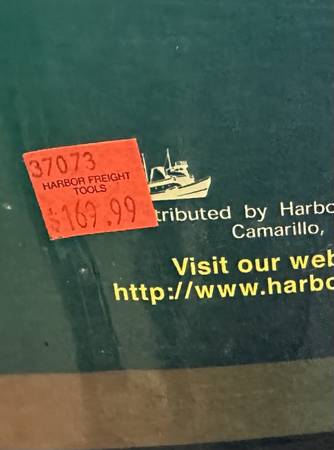 37073
HARBOR FREIGHT
TOOLS
$169.99
tributed by Harbo
Camarillo,
Visit our web
http://www.harbo